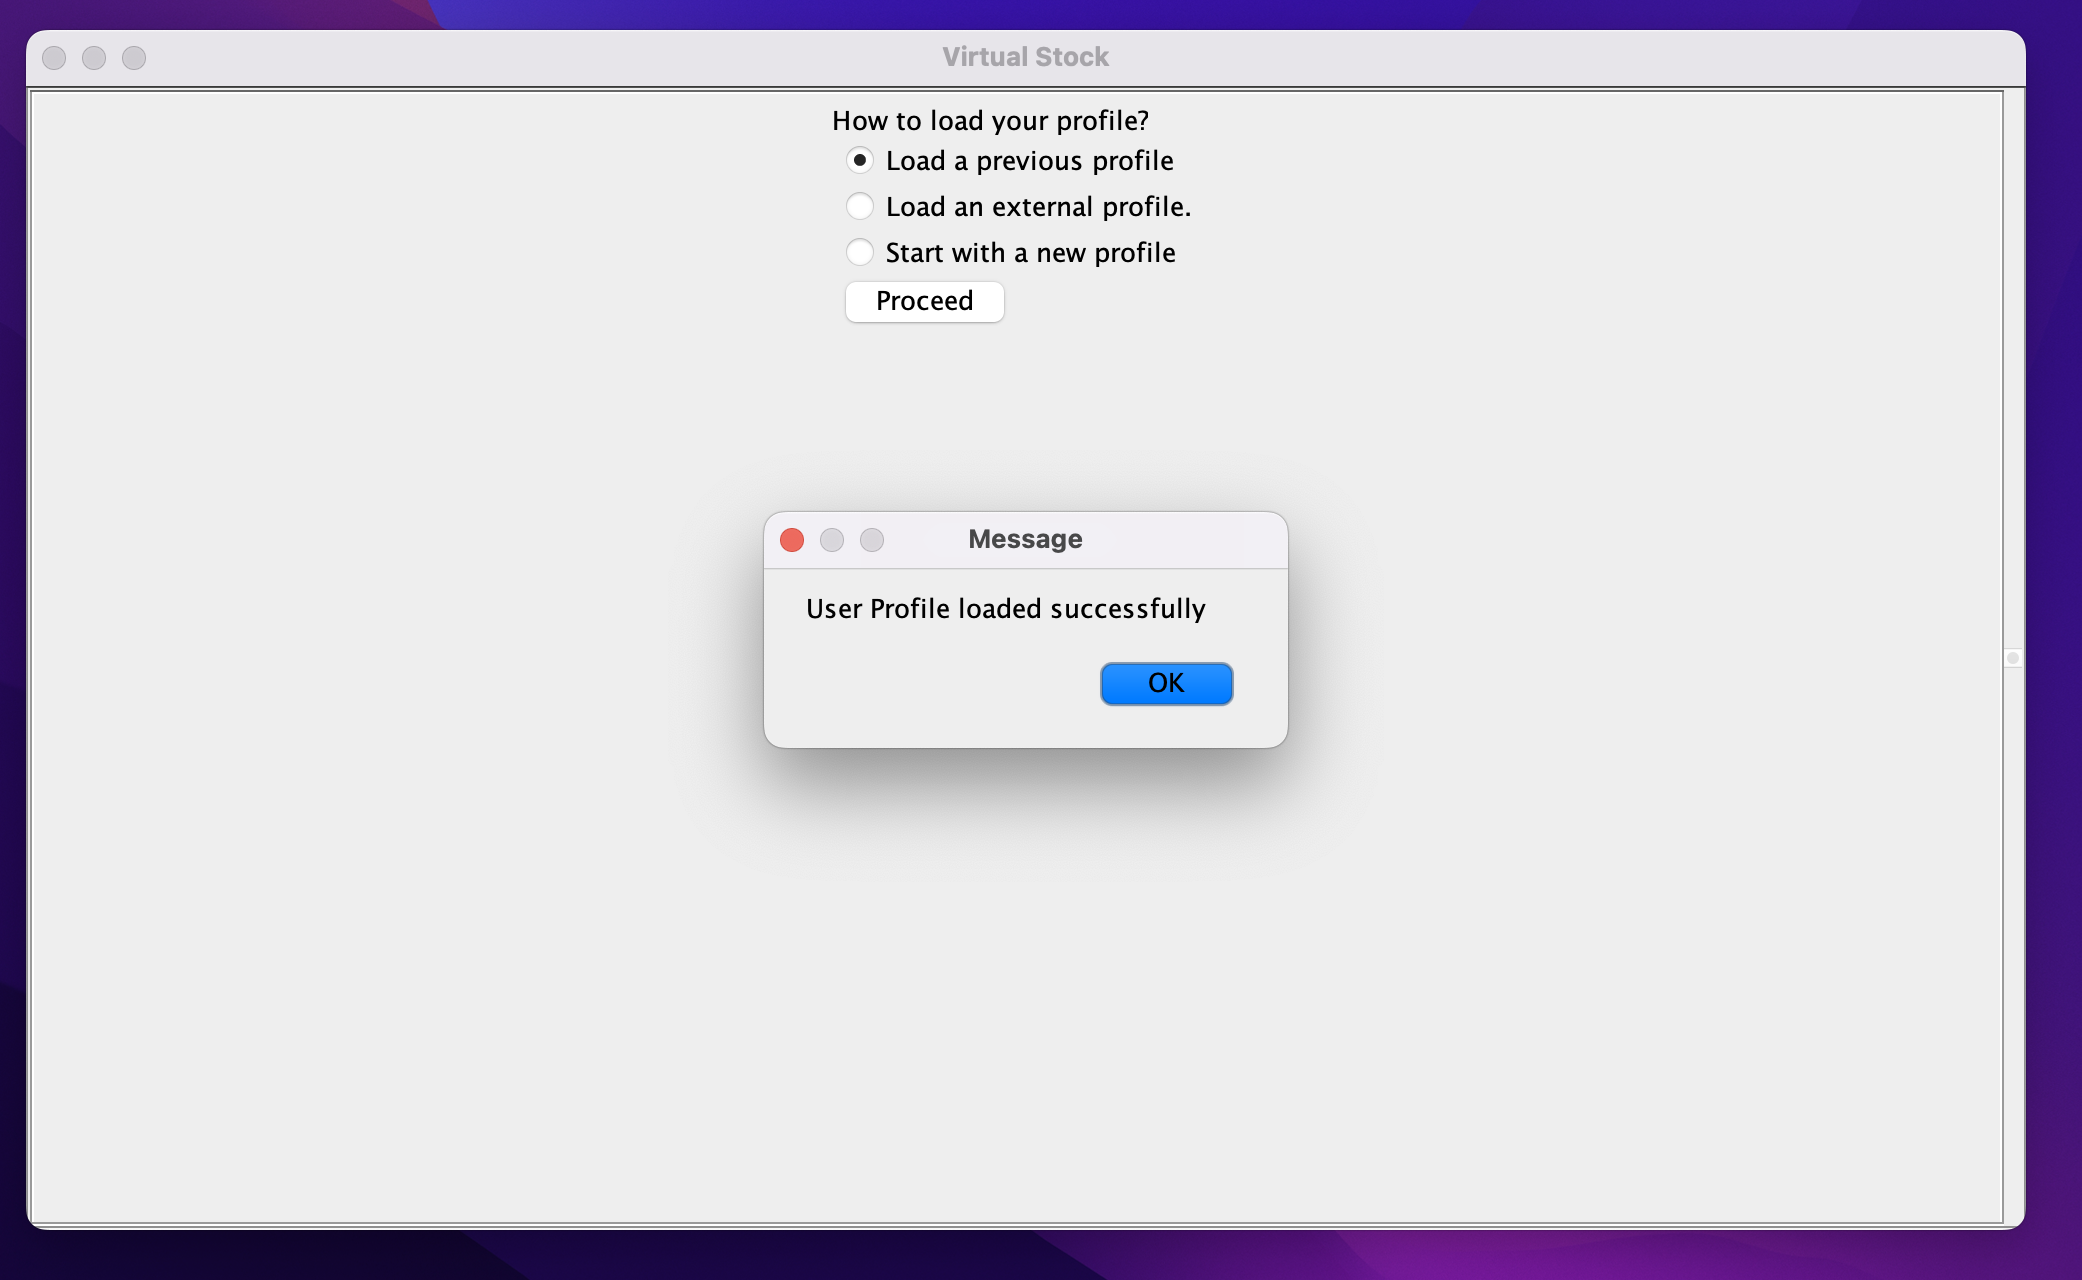 Virtual Stock
How to load your profile?
Load a previous profile
Load an external profile.
Start with a new profile
Proceed
Message
User Profile loaded successfully
OK